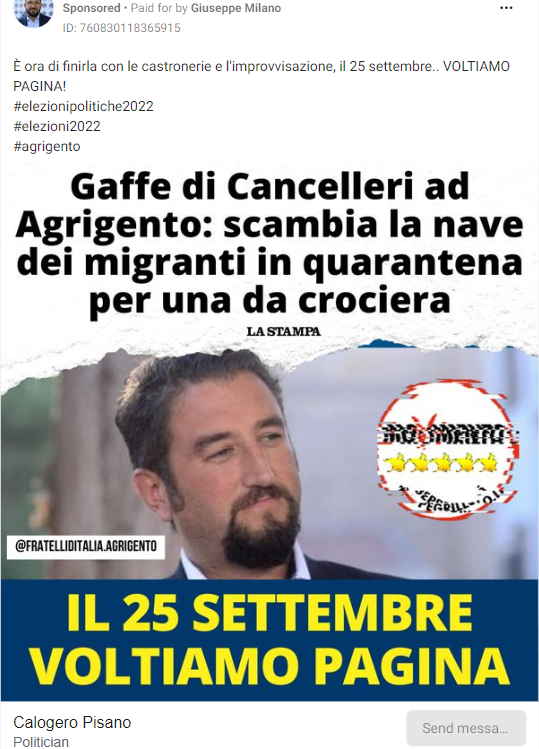 Sponsored • Paid for by Giuseppe Milano
ID: 760830118365915
È ora di finirla con le castronerie e l'improvvisazione, il 25 settembre.. VOLTIAMO
PAGINA!
#elezionipolitiche2022
#elezioni2022
#agrigento
Gaffe di Cancelleri ad
Agrigento: scambia la nave
dei migranti in quarantena
per una da crociera
LA STAMPA
MOVIMENTO
@FRATELLIDITALIA.AGRIGENTO
IL 25 SETTEMBRE
VOLTIAMO PAGINA
Calogero Pisano
Politician
Send messa...